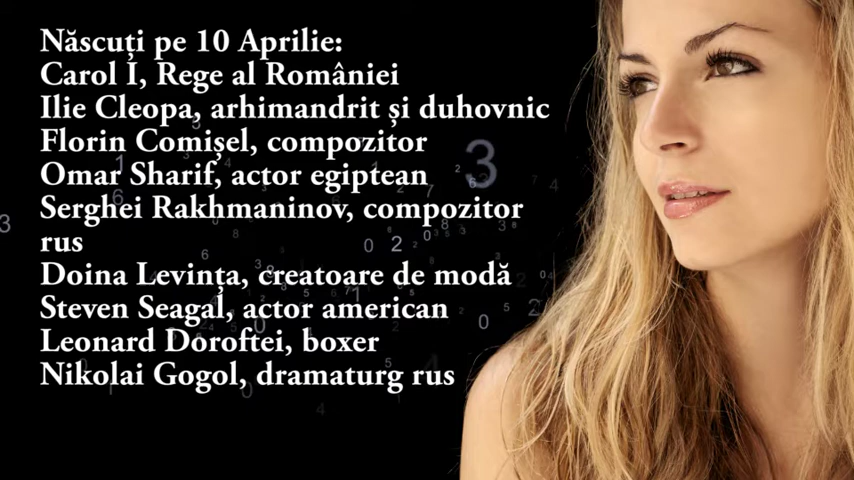 Născuți pe 10 Aprilie:
Carol I, Rege al României
Ilie Cleopa, arhimandrit și duhovnic
Florin Comișel, compozitor
Omar Sharif, actor egiptean
Serghei Rakhmaninov, compozitor
rus
Doina Levința, creatoare de modă
Steven Seagal, actor american
Leonard Doroftei, boxer
Nikolai Gogol, dramaturg rus